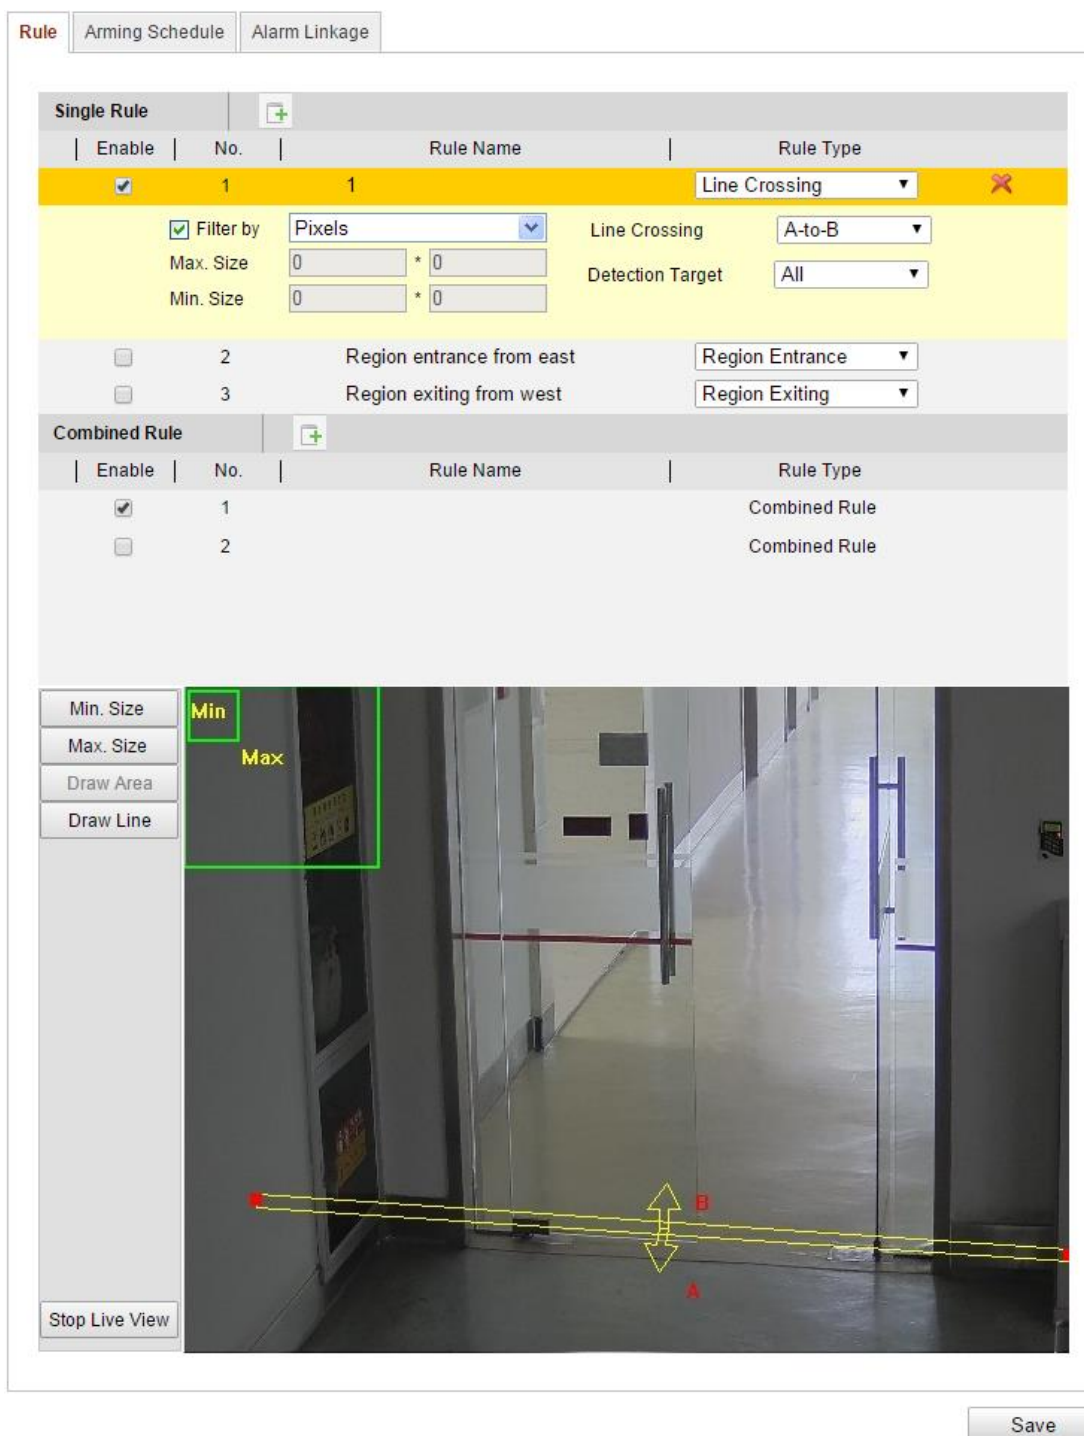 Rule Arming Schedule Alarm Linkage
Single Rule
Enable No. Rule Name Rule Type
1 1 Line Crossing
Filter by Pixels Line Crossing A-to-B
Max. Size 0 * 0
Detection Target All
Min. Size 0 * 0
2 Region entrance from east Region Entrance
3 Region exiting from west Region Exiting
Combined Rule
Enable No. Rule Name Rule Type
1 Combined Rule
2 Combined Rule
Min. Size
Max. Size
Draw Area
Draw Line
Min
Max
B
A
Stop Live View
Save